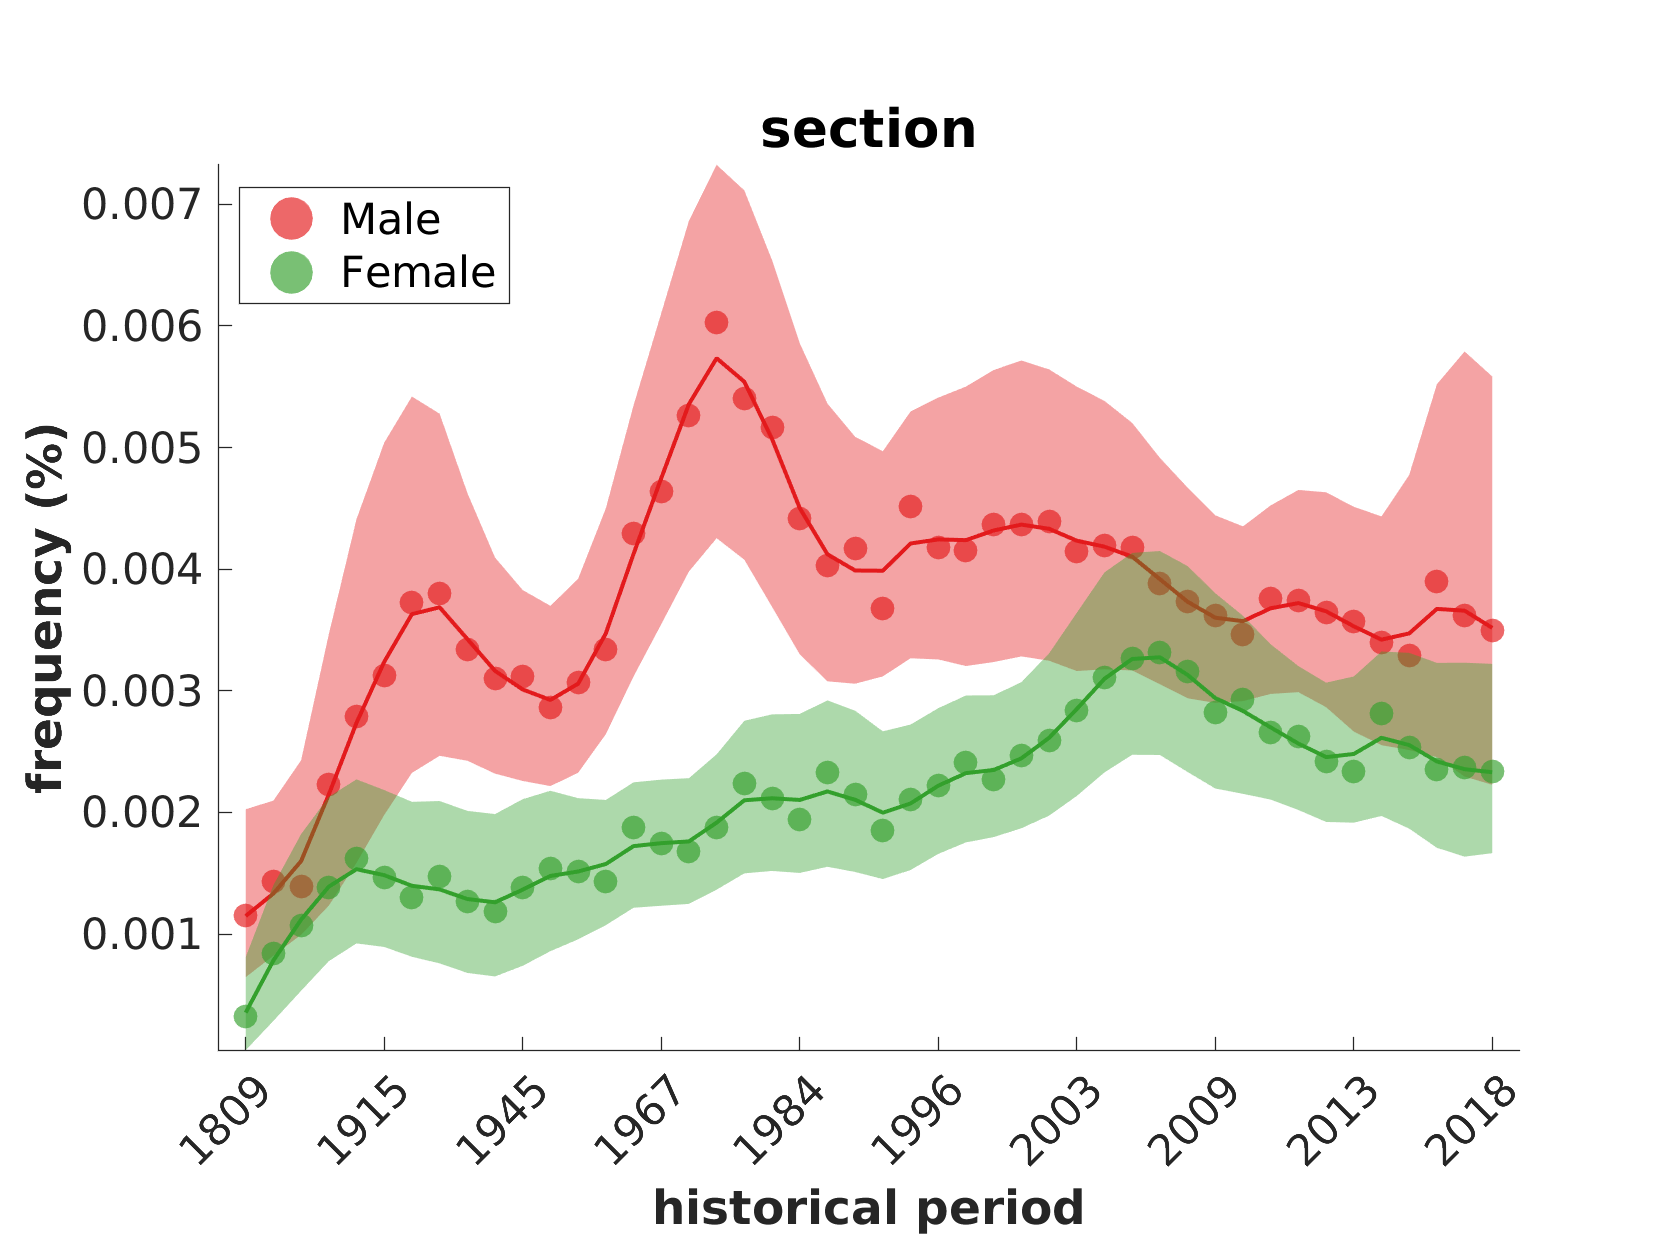 section
Male
Female
0.007
0.006
0.005
0.004
0.003
0.002
0.001
frequency (%)
1809 1915 1945 1967 1984 1996 2003 2009 2013 2018
historical period